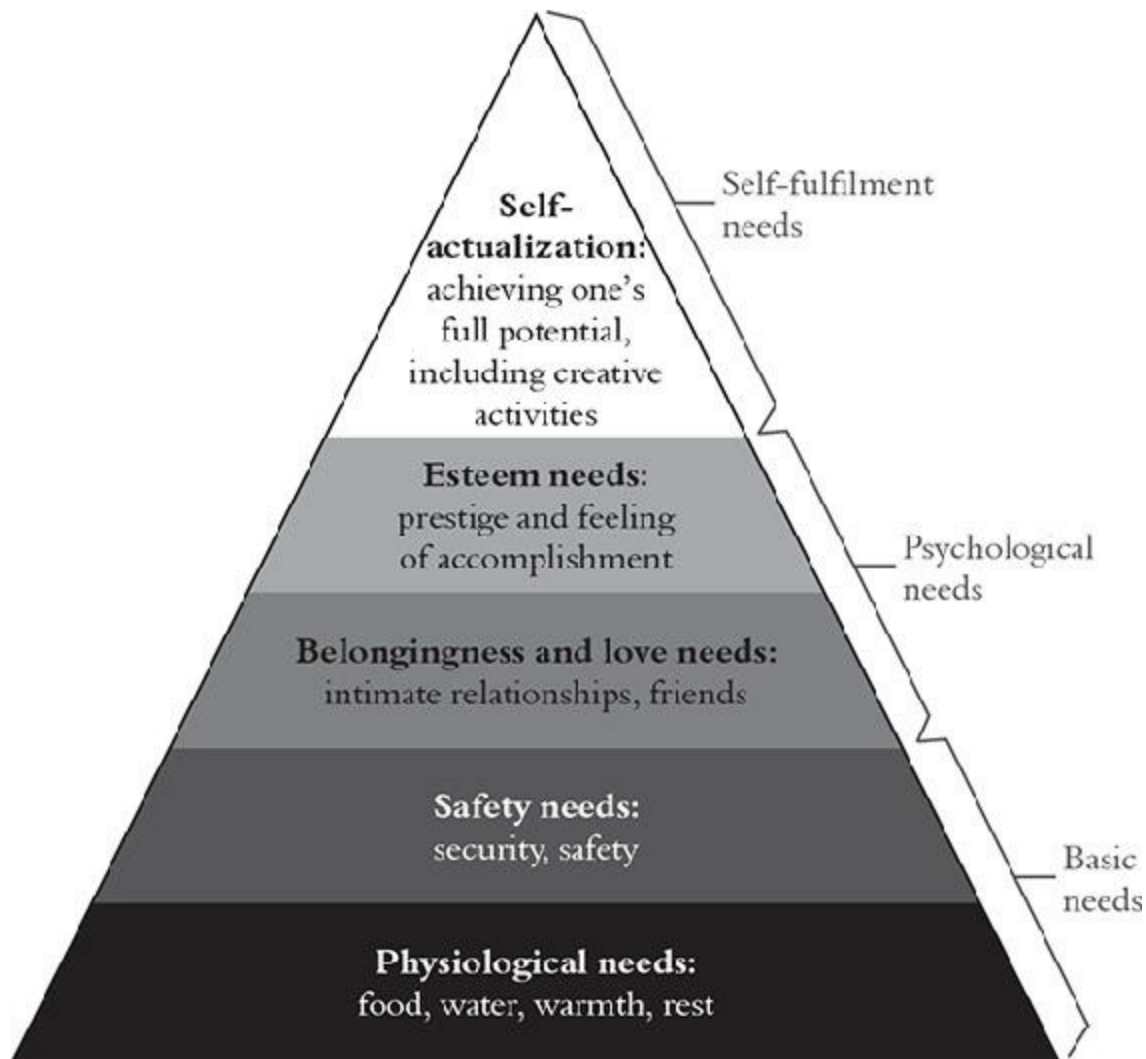 Self-
actualization:
achieving one's
full potential,
including creative
activities
Self-fulfilment
needs
Esteem needs:
prestige and feeling
of accomplishment
Psychological
needs
Belongingness and love needs:
intimate relationships, friends
Safety needs:
security, safety
Basic
needs
Physiological needs:
food, water, warmth, rest